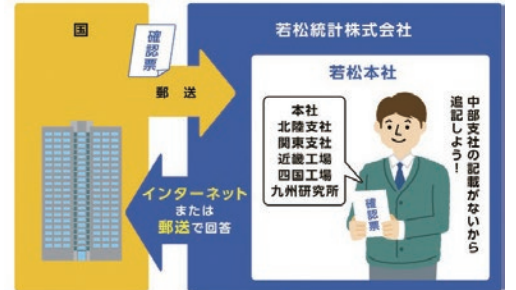 国
確認票
郵送
インターネット
または
郵送で回答
若松統計株式会社
若松本社
本社
北陸支社
関東支社
近畿工場
四国工場
九州研究所
中部支社の記載がないから
追記しよう！
確認票